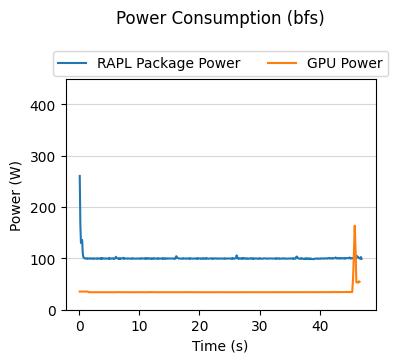 Power Consumption (bfs)
RAPL Package Power
GPU Power
Power (W)
400
300
200
100
0
0 10 20 30 40
Time (s)